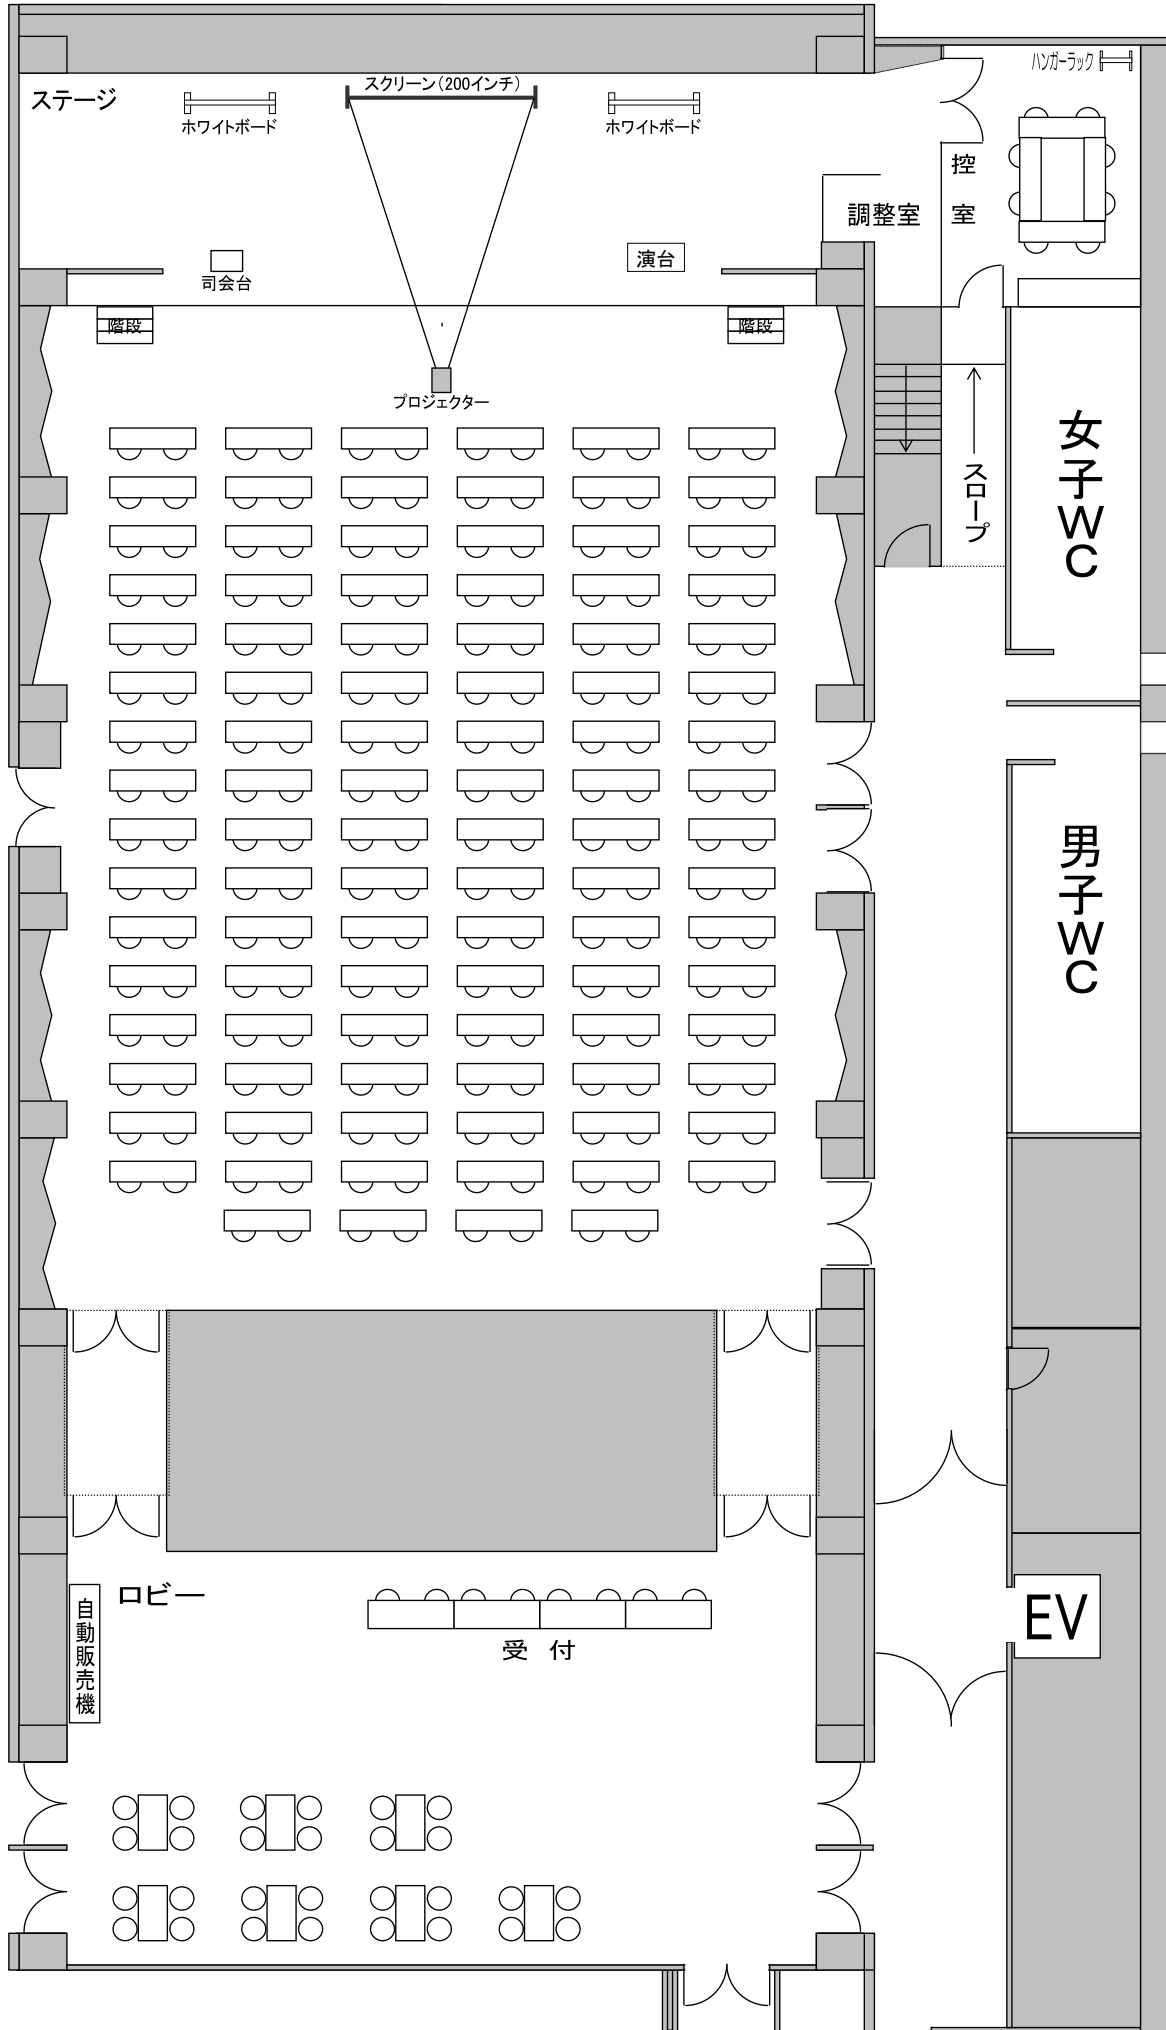 ハンガーラック
スクリーン(200インチ)
ステージ
ホワイトボード
ホワイトボード
控室
調整室
演台
司会台
階段
階段
プロジェクター
スロープ
女子WC
男子WC
ロビー
自動販売機
受付
EV